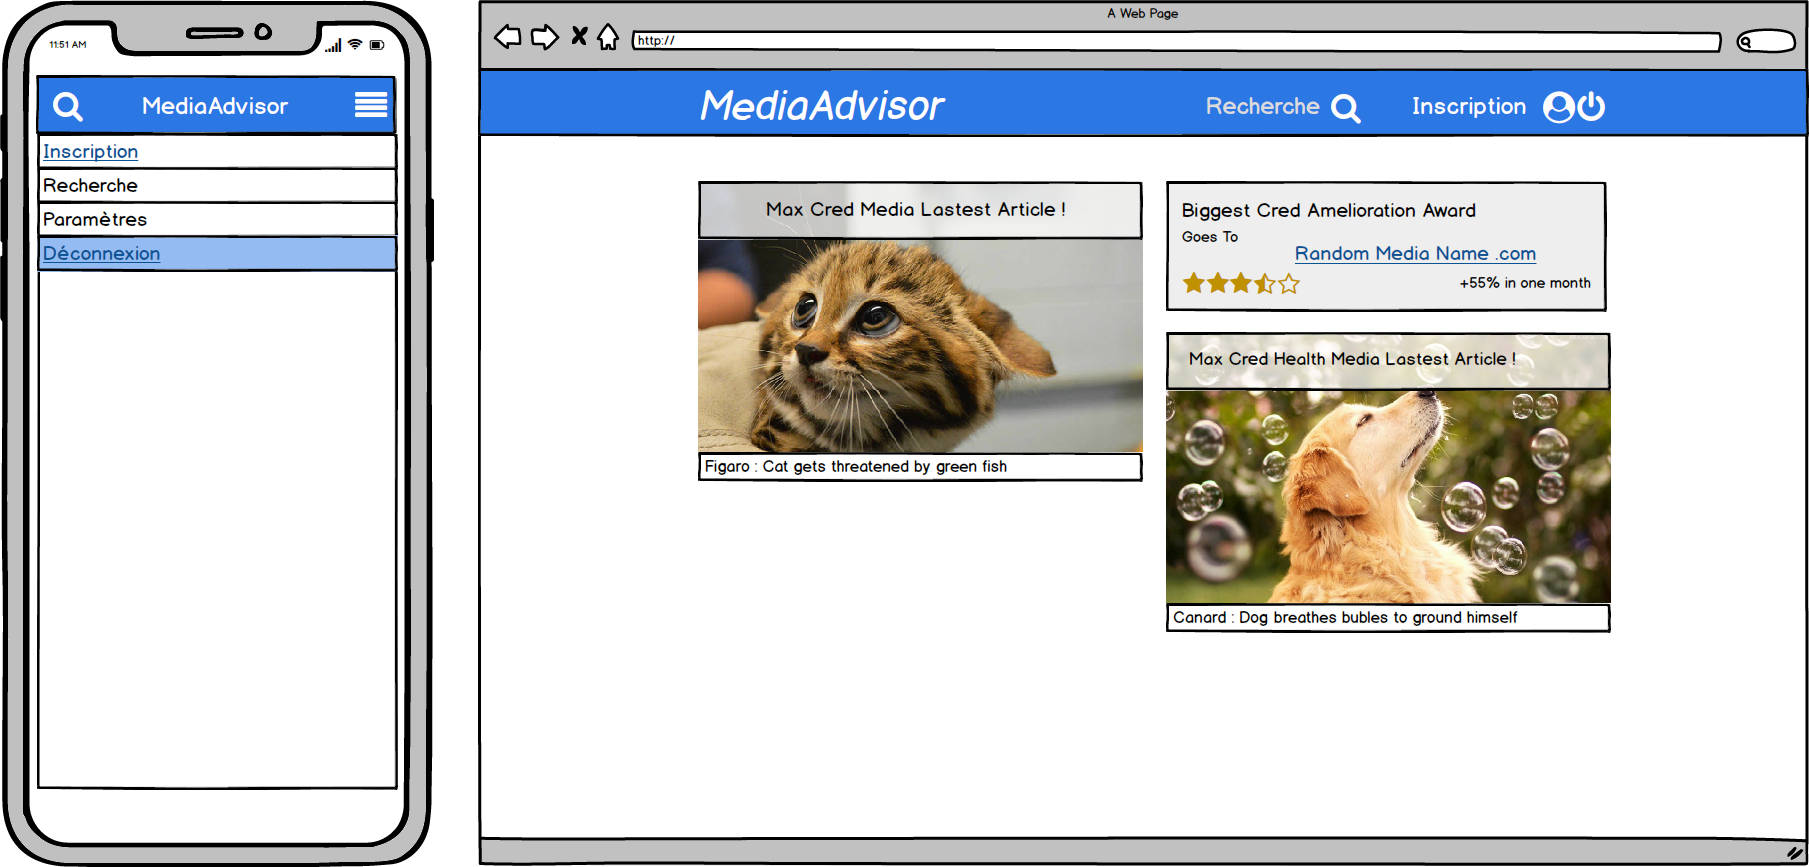 11:51 AM
MediaAdvisor
Inscription
Recherche
Paramètres
Déconnexion
A Web Page
http://
MediaAdvisor
Recherche
Inscription
Max Cred Media Lastest Article !
Figaro : Cat gets threatened by green fish
Biggest Cred Amelioration Award
Goes To
Random Media Name .com
+55% in one month
Max Cred Health Media Lastest Article !
Canard : Dog breathes bubles to ground himself